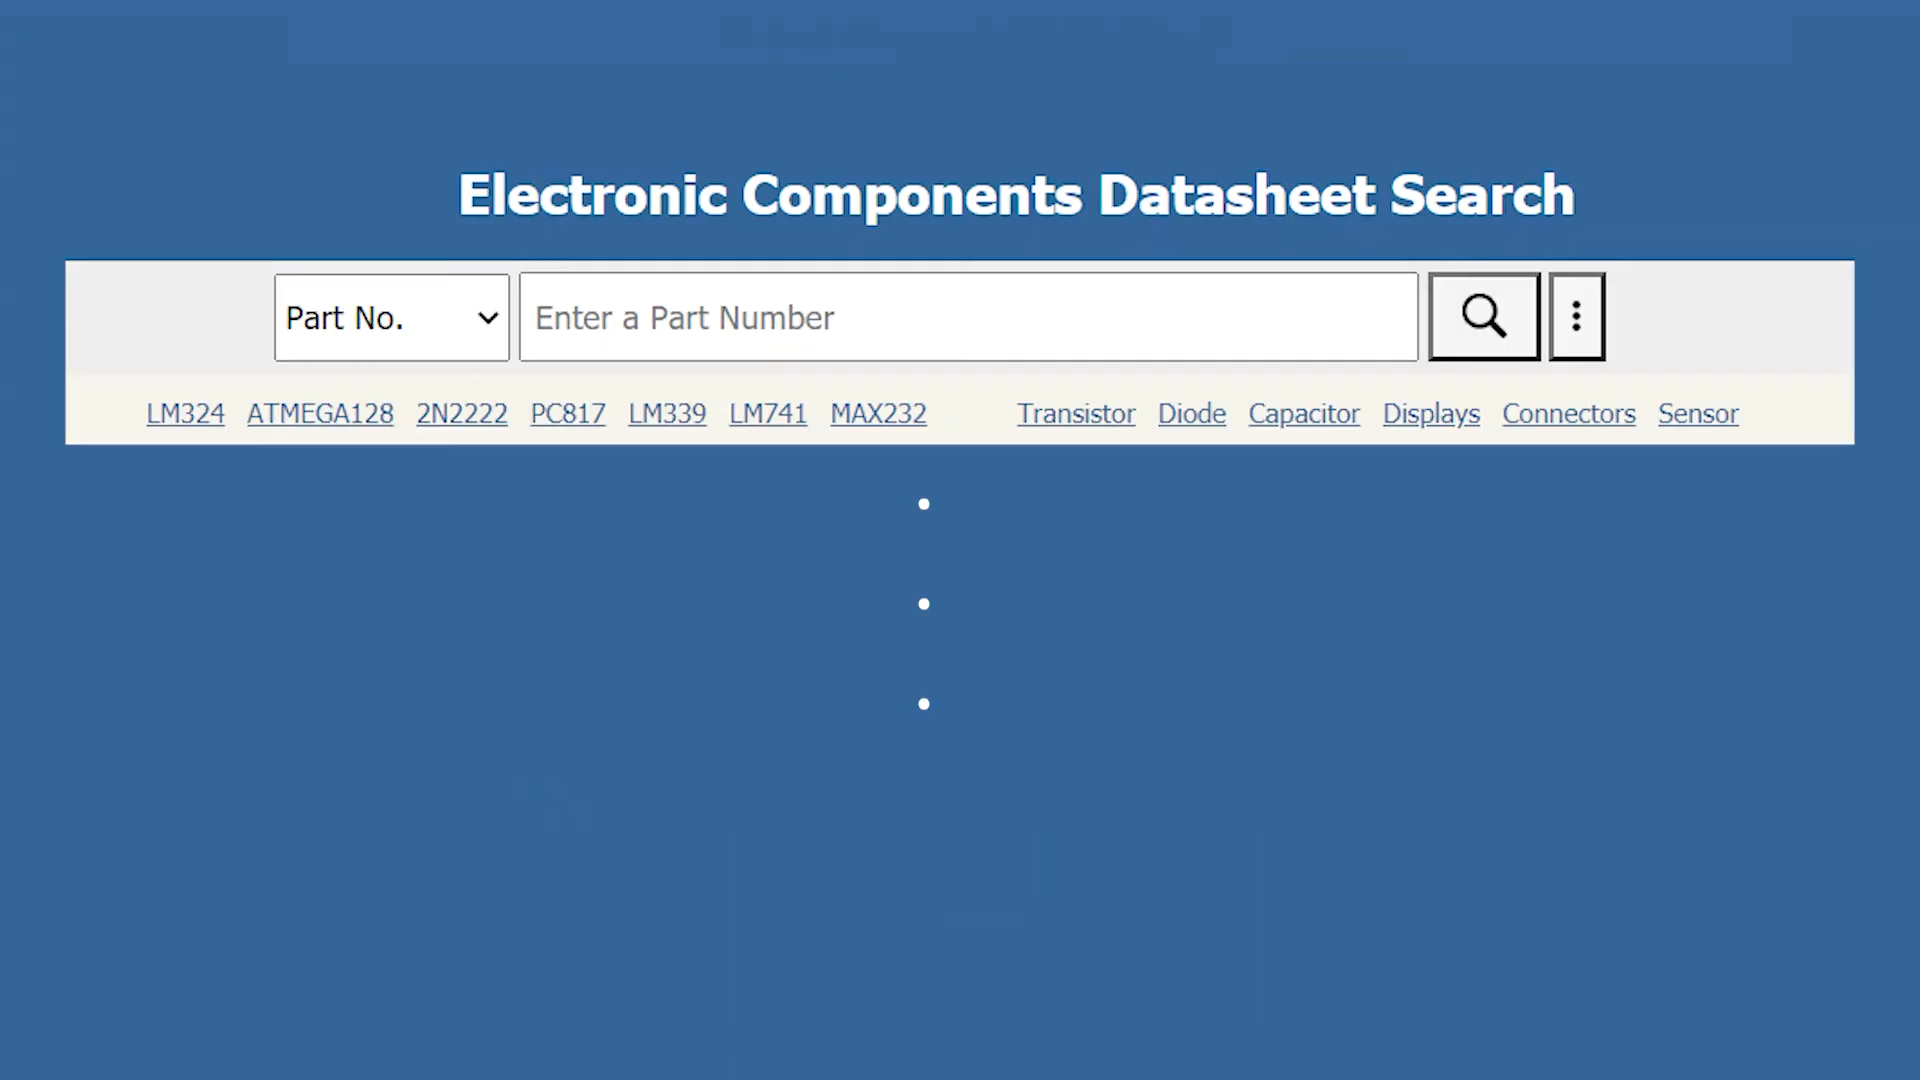 Electronic Components Datasheet Search
Part No. Enter a Part Number
LM324 ATMEGA128 2N2222 PC817 LM339 LM741 MAX232 Transistor Diode Capacitor Displays Connectors Sensor